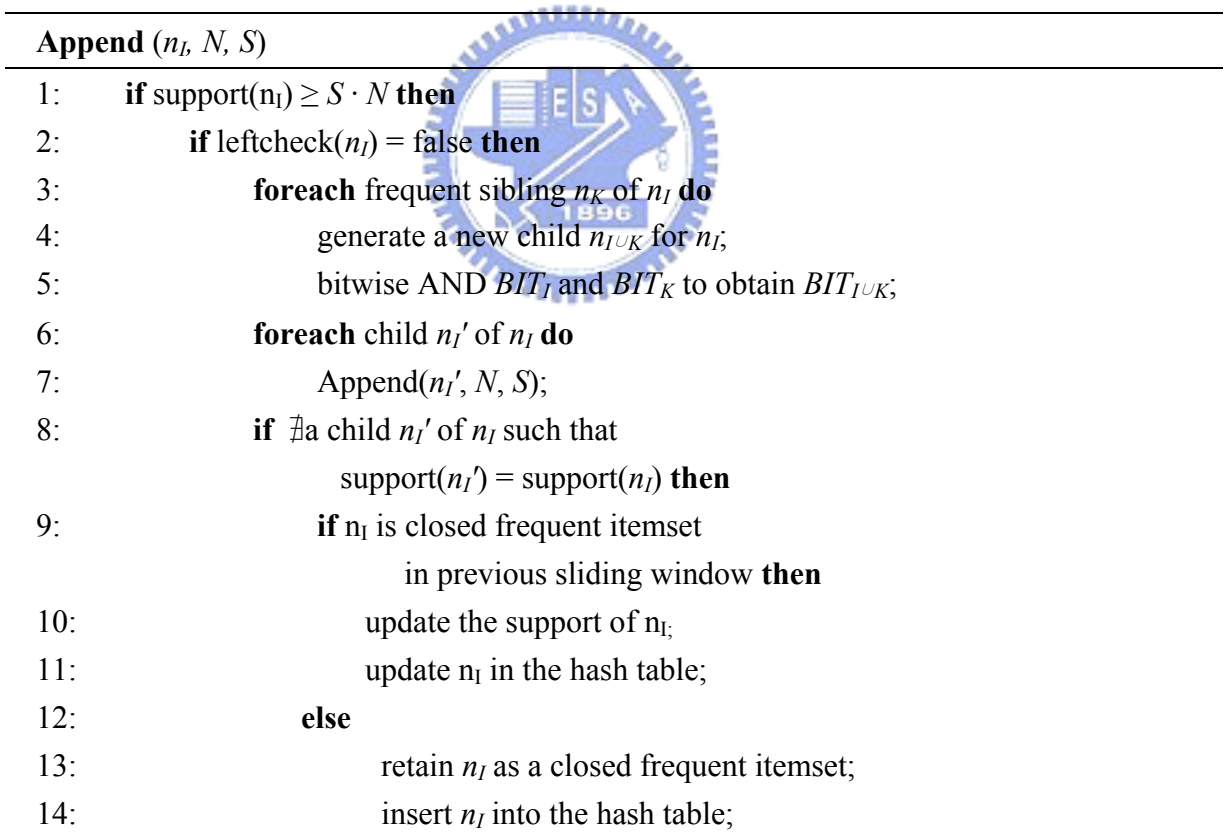 Append (nI, N, S)
1: if support(nI) ≥ S · N then
2: if leftcheck(nI) = false then
3: foreach frequent sibling nK of nI do
4: generate a new child nI∪K for nI;
5: bitwise AND BITI and BITK to obtain BITI∪K;
6: foreach child nI' of nI do
7: Append(nI', N, S);
8: if ∄a child nI' of nI such that
support(nI') = support(nI) then
9: if nI is closed frequent itemset
in previous sliding window then
10: update the support of nI;
11: update nI in the hash table;
12: else
13: retain nI as a closed frequent itemset;
14: insert nI into the hash table;
E S A
1896